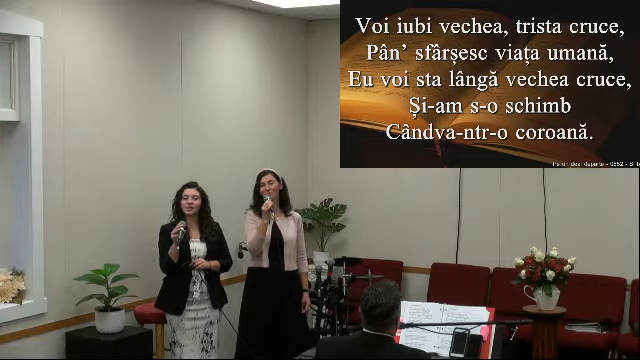 Voi iubi vechea, trista cruce,
Pân’ sfârșesc viața umană,
Eu voi sta lângă vechea cruce,
Și-am s-o schimb
Cândva-ntr-o coroană.